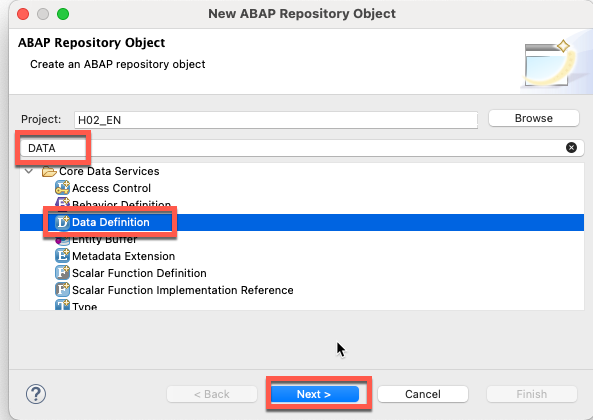 New ABAP Repository Object
ABAP Repository Object
Create an ABAP repository object
Project: H02_EN Browse
DATA
Core Data Services
Access Control
Behavior Definition
D Data Definition
Entity Buffer
E Metadata Extension
F Scalar Function Definition
F Scalar Function Implementation Reference
T Type
? < Back Next > Cancel Finish